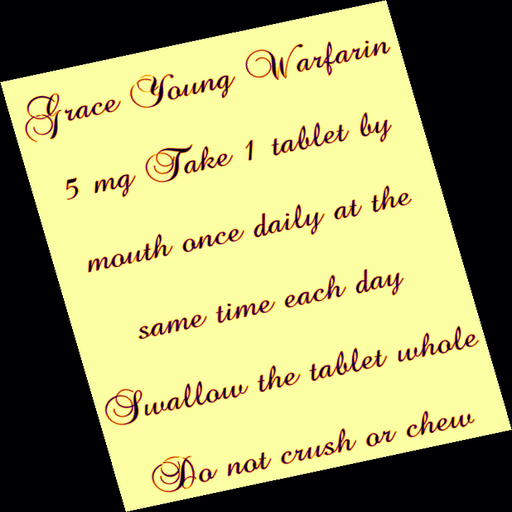 Grace Young Warfarin
5 mg Take 1 tablet by
mouth once daily at the
same time each day
Swallow the tablet whole
Do not crush or chew